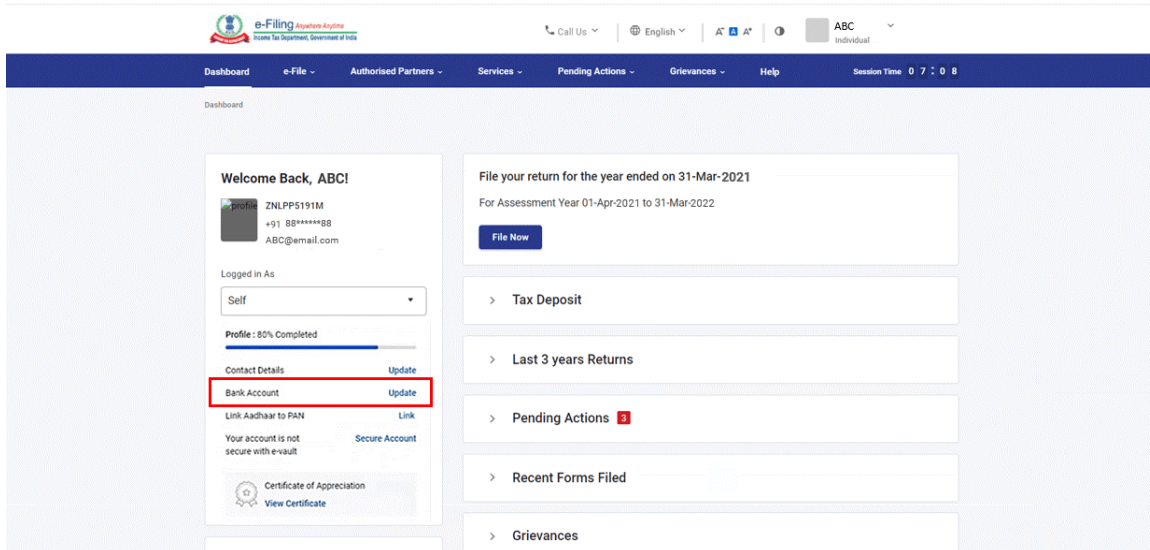 e-Filing Anywhere Anytime
Income Tax Department, Government of India
Call Us
English
A- A A+
ABC
Individual
Dashboard e-File Authorised Partners Services Pending Actions Grievances Help Session Time 0 7 : 0 8
Dashboard
Welcome Back, ABC!
profile
ZNLPP5191M
+91 88******88
ABC@email.com
Logged in As
Self
Profile : 80% Completed
Contact Details Update
Bank Account Update
Link Aadhaar to PAN Link
Your account is not Secure Account
secure with e-vault
Certificate of Appreciation
View Certificate
File your return for the year ended on 31-Mar-2021
For Assessment Year 01-Apr-2021 to 31-Mar-2022
File Now
> Tax Deposit
> Last 3 years Returns
> Pending Actions 3
> Recent Forms Filed
> Grievances